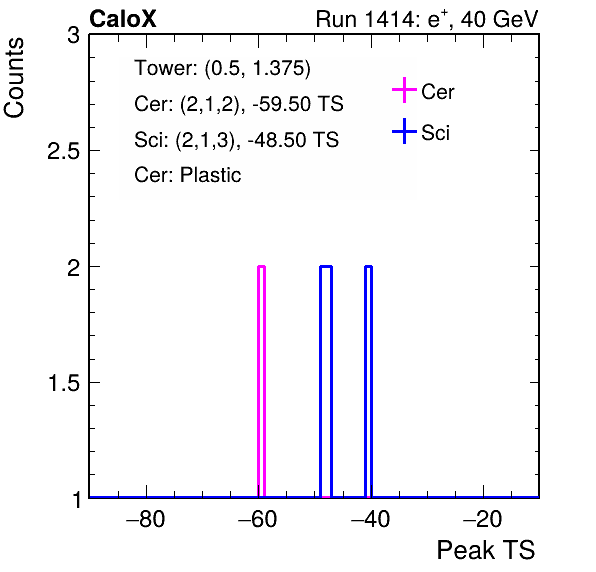 CaloX Run 1414: e⁺, 40 GeV
Counts
3
2.5
2
1.5
1
Tower: (0.5, 1.375)
Cer: (2,1,2), -59.50 TS
Sci: (2,1,3), -48.50 TS
Cer: Plastic
Cer
Sci
−80 −60 −40 −20
Peak TS